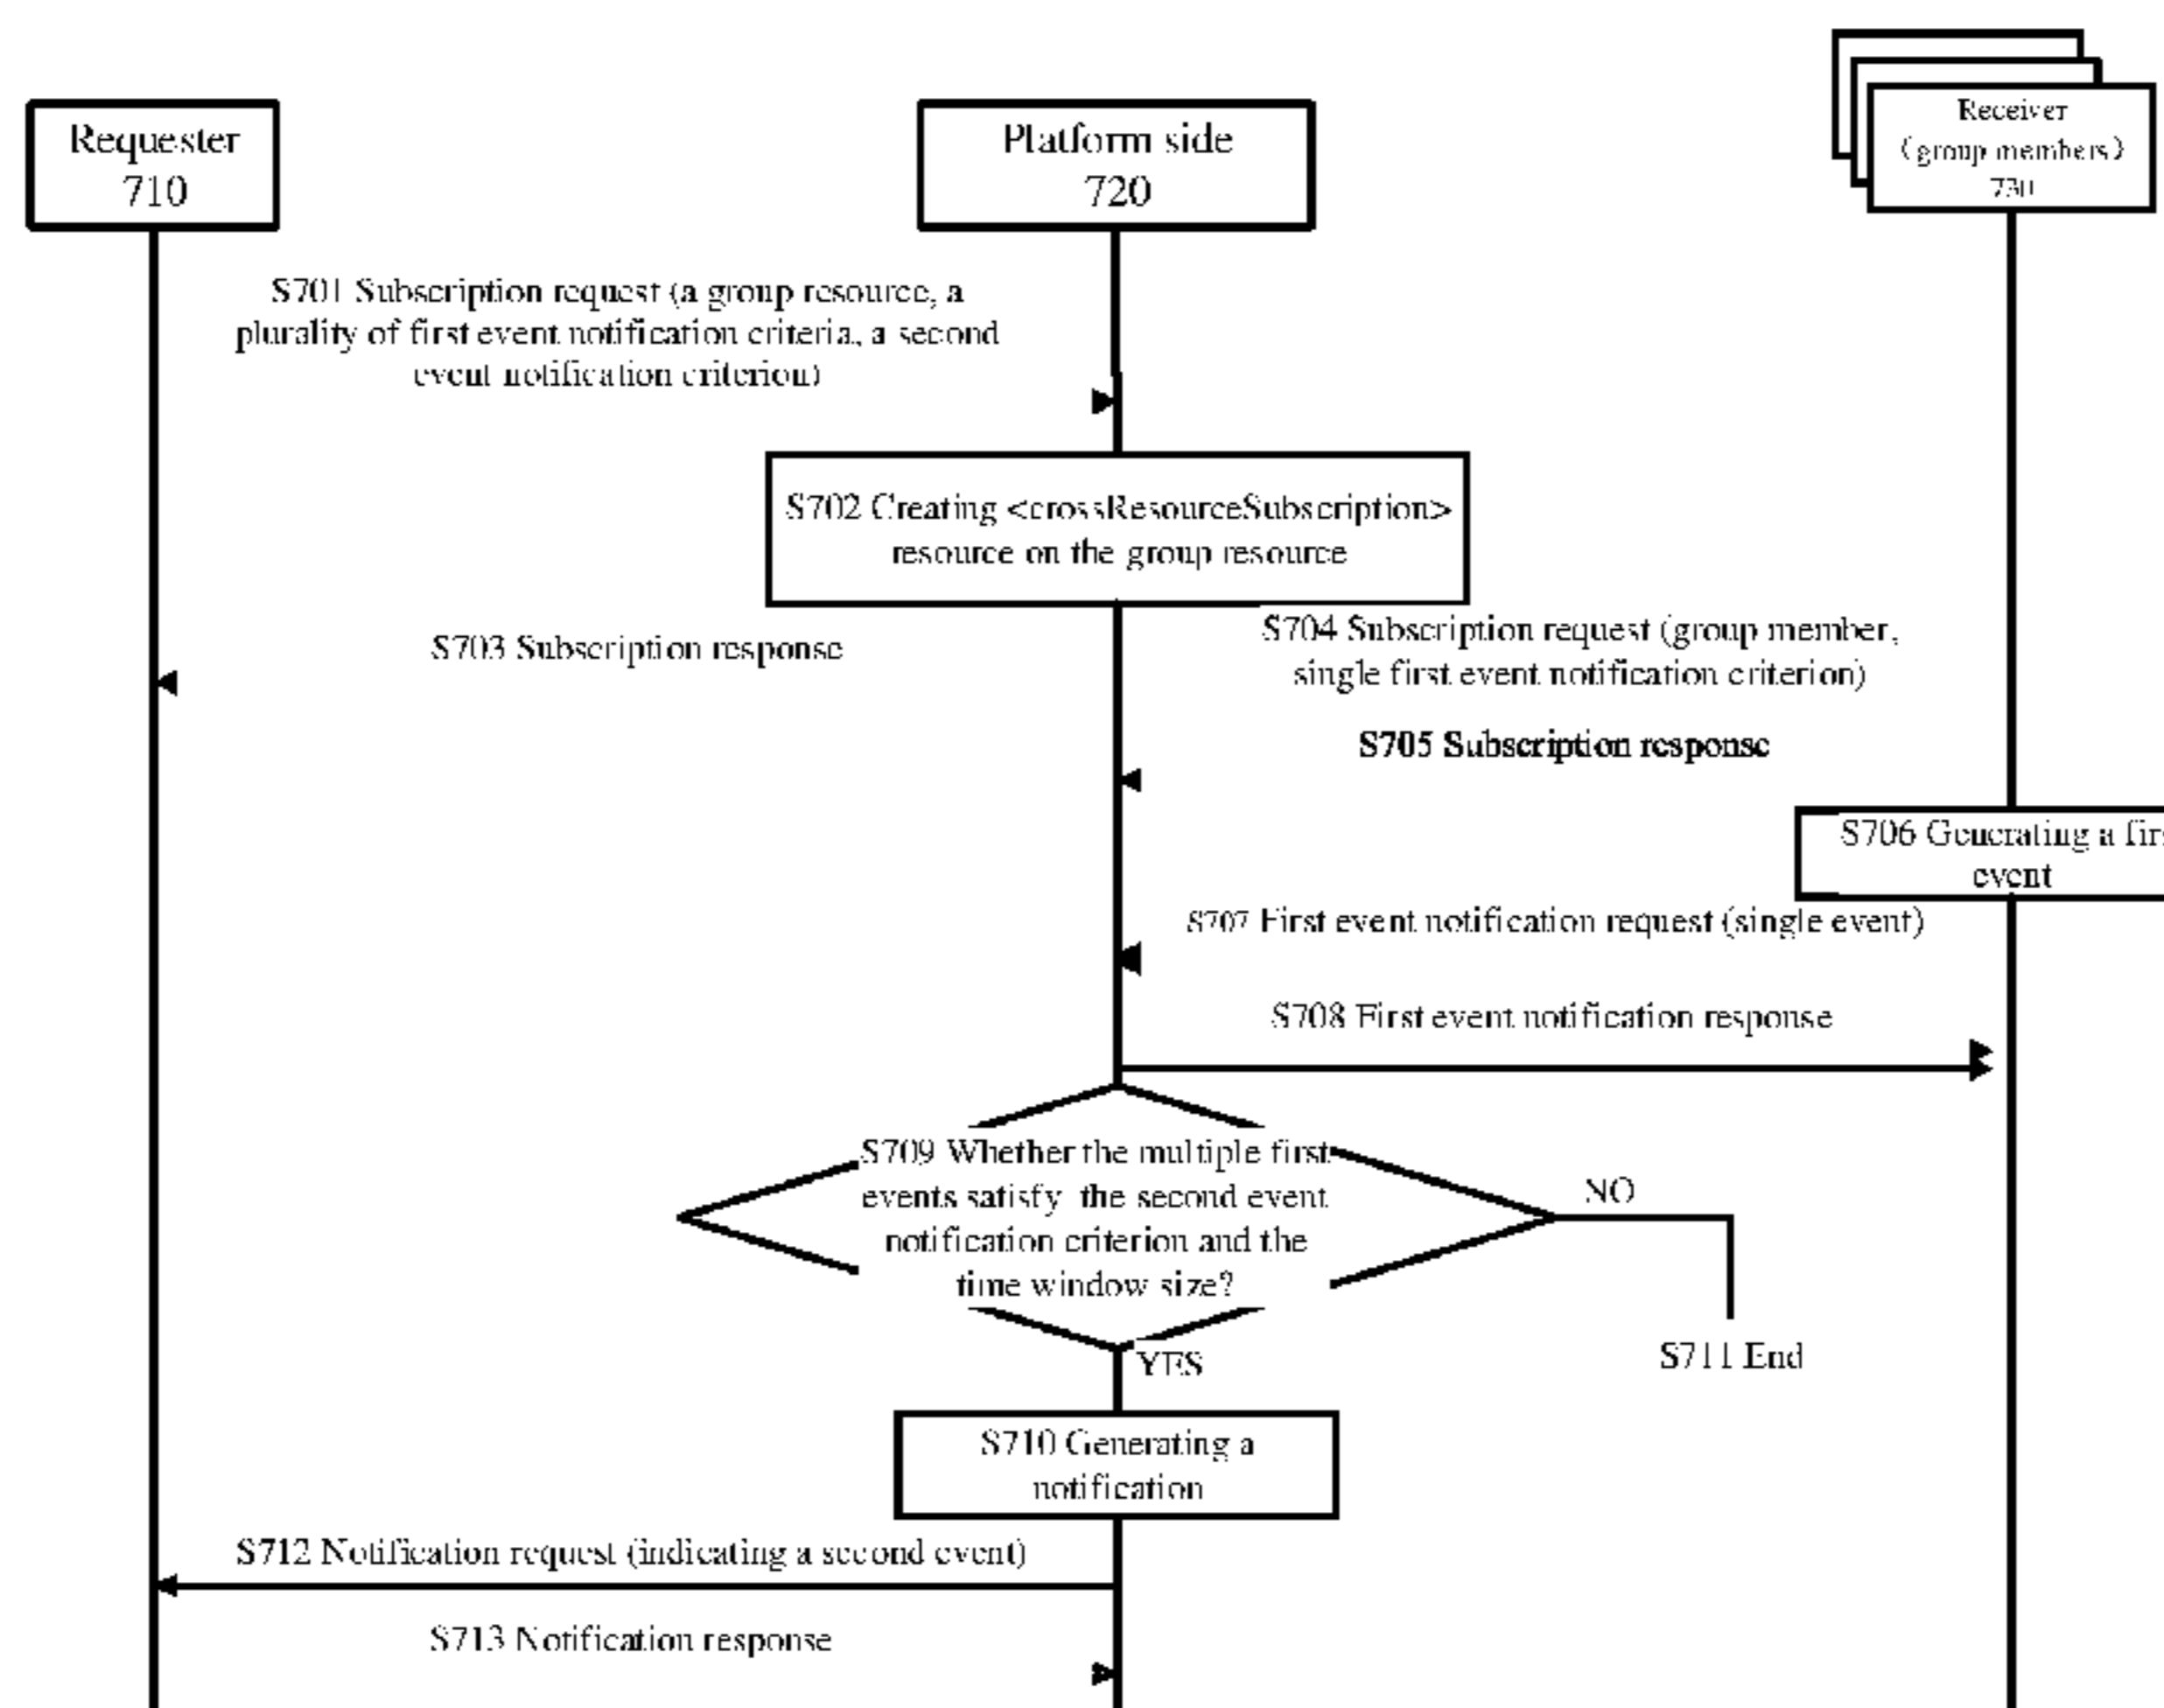 Requester
710
Platform side
720
Receiver
(group members)
730
S701 Subscription request (a group resource, a
plurality of first event notification criteria, a second
event notification criterion)
S702 Creating <crossResourceSubscription>
resource on the group resource
S703 Subscription response
S704 Subscription request (group member,
single first event notification criterion)
S705 Subscription response
S706 Generating a firs
event
S707 First event notification request (single event)
S708 First event notification response
S709 Whether the multiple first
events satisfy the second event
notification criterion and the
time window size?
NO
YES
S711 End
S710 Generating a
notification
S712 Notification request (indicating a second event)
S713 Notification response